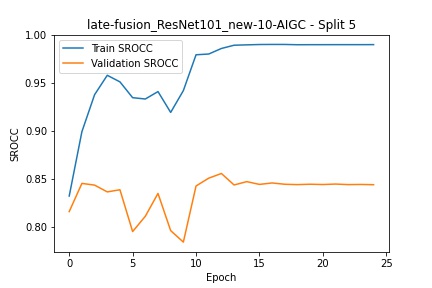 late-fusion_ResNet101_new-10-AIGC - Split 5
1.00
0.95
0.90
0.85
0.80
SROCC
Train SROCC
Validation SROCC
0
5
10
15
20
25
Epoch